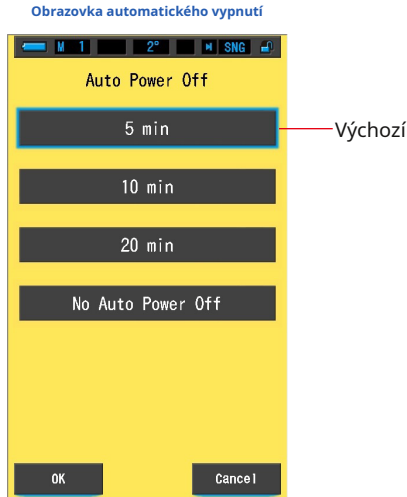 Obrazovka automatického vypnutí
M 1 2° SNG
Auto Power Off
5 min
Výchozí
10 min
20 min
No Auto Power Off
OK Cancel